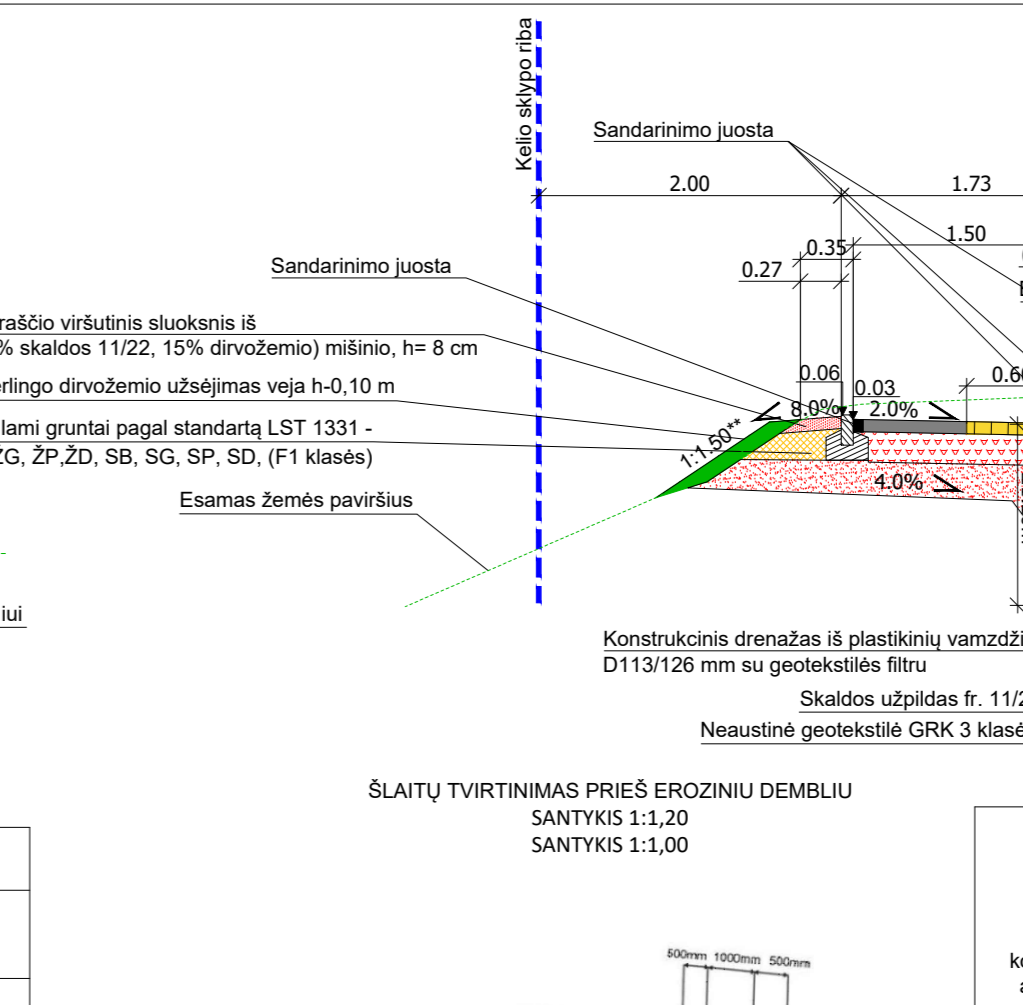 Kelio sklypo riba
Sandarinimo juosta
2.00
1.73
0.35
1.50
0.27
Sandarinimo juosta
raščio viršutinis sluoksnis iš
% skaldos 11/22, 15% dirvožemio) mišinio, h= 8 cm
erlingo dirvožemio užsėjimas veja h-0,10 m
lami gruntai pagal standartą LST 1331 -
ŽG, ŽP,ŽD, SB, SG, SP, SD, (F1 klasės)
0.06
0.03
0.60
8.0%
2.0%
1:1.50**
4.0%
Esamas žemės paviršius
iui
Konstrukcinis drenažas iš plastikinių vamzdži
D113/126 mm su geotekstilės filtru
Skaldos užpildas fr. 11/2
Neaustinė geotekstilė GRK 3 klasė
ŠLAITŲ TVIRTINIMAS PRIEŠ EROZINIU DEMBLIU
SANTYKIS 1:1,20
SANTYKIS 1:1,00
500mm 1000mm 500mm